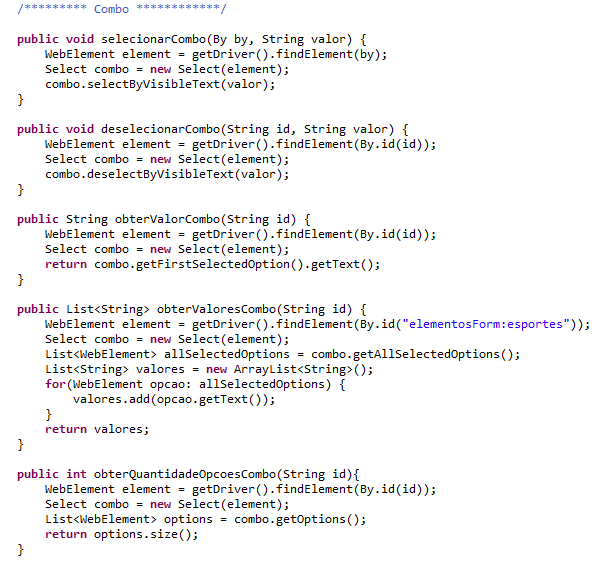 /********* Combo ************/
public void selecionarCombo(By by, String valor) {
WebElement element = getDriver().findElement(by);
Select combo = new Select(element);
combo.selectByVisibleText(valor);
}
public void deselecionarCombo(String id, String valor) {
WebElement element = getDriver().findElement(By.id(id));
Select combo = new Select(element);
combo.deselectByVisibleText(valor);
}
public String obterValorCombo(String id) {
WebElement element = getDriver().findElement(By.id(id));
Select combo = new Select(element);
return combo.getFirstSelectedOption().getText();
}
public List<String> obterValoresCombo(String id) {
WebElement element = getDriver().findElement(By.id("elementosForm:esportes"));
Select combo = new Select(element);
List<WebElement> allSelectedOptions = combo.getAllSelectedOptions();
List<String> valores = new ArrayList<String>();
for(WebElement opcao: allSelectedOptions) {
valores.add(opcao.getText());
}
return valores;
}
public int obterQuantidadeOpcoesCombo(String id){
WebElement element = getDriver().findElement(By.id(id));
Select combo = new Select(element);
List<WebElement> options = combo.getOptions();
return options.size();
}